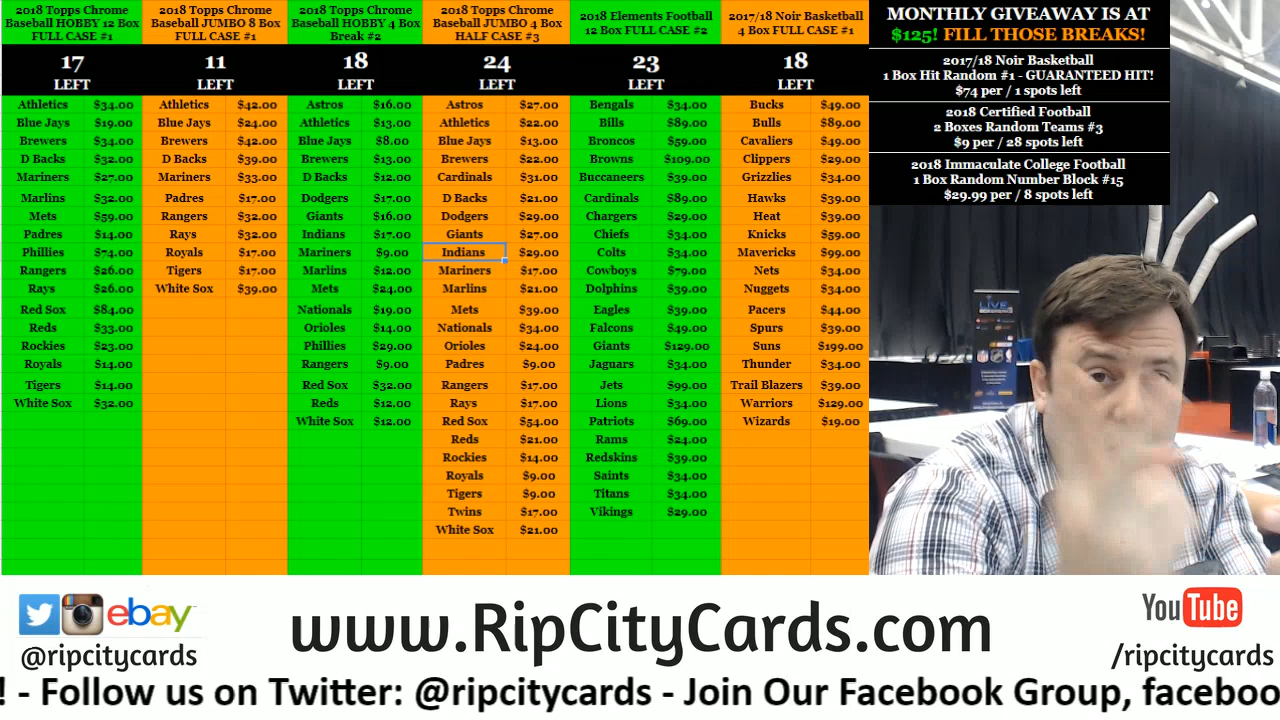 2018 Topps Chrome
Baseball HOBBY 12 Box
FULL CASE #1
17
LEFT
Athletics $34.00
Blue Jays $19.00
Brewers $34.00
D Backs $32.00
Mariners $27.00
Marlins $32.00
Mets $59.00
Padres $14.00
Phillies $74.00
Rangers $26.00
Rays $26.00
Red Sox $84.00
Reds $33.00
Rockies $23.00
Royals $14.00
Tigers $14.00
White Sox $32.00
2018 Topps Chrome
Baseball JUMBO 8 Box
FULL CASE #1
11
LEFT
Athletics $42.00
Blue Jays $24.00
Brewers $42.00
D Backs $39.00
Mariners $33.00
Padres $17.00
Rangers $32.00
Rays $32.00
Royals $17.00
Tigers $17.00
White Sox $39.00
2018 Topps Chrome
Baseball HOBBY 4 Box
Break #2
18
LEFT
Astros $16.00
Athletics $13.00
Blue Jays $8.00
Brewers $13.00
D Backs $12.00
Dodgers $17.00
Giants $16.00
Indians $17.00
Mariners $9.00
Marlins $12.00
Mets $24.00
Nationals $19.00
Orioles $14.00
Phillies $29.00
Rangers $9.00
Red Sox $32.00
Reds $12.00
White Sox $12.00
2018 Topps Chrome
Baseball JUMBO 4 Box
HALF CASE #3
24
LEFT
Astros $27.00
Athletics $22.00
Blue Jays $13.00
Brewers $22.00
Cardinals $31.00
D Backs $21.00
Dodgers $29.00
Giants $27.00
Indians $29.00
Mariners $17.00
Marlins $21.00
Mets $39.00
Nationals $34.00
Orioles $24.00
Padres $9.00
Rangers $17.00
Rays $17.00
Red Sox $54.00
Reds $21.00
Rockies $14.00
Royals $9.00
Tigers $9.00
Twins $17.00
White Sox $21.00
2018 Elements Football
12 Box FULL CASE #2
23
LEFT
Bengals $34.00
Bills $89.00
Broncos $59.00
Browns $109.00
Buccaneers $39.00
Cardinals $89.00
Chargers $29.00
Chiefs $34.00
Colts $34.00
Cowboys $79.00
Dolphins $39.00
Eagles $39.00
Falcons $49.00
Giants $129.00
Jaguars $34.00
Jets $99.00
Lions $34.00
Patriots $69.00
Rams $24.00
Redskins $39.00
Saints $34.00
Titans $34.00
Vikings $29.00
2017/18 Noir Basketball
4 Box FULL CASE #1
18
LEFT
Bucks $49.00
Bulls $89.00
Cavaliers $49.00
Clippers $29.00
Grizzlies $34.00
Hawks $39.00
Heat $39.00
Knicks $59.00
Mavericks $99.00
Nets $34.00
Nuggets $34.00
Pacers $44.00
Spurs $39.00
Suns $199.00
Thunder $34.00
Trail Blazers $39.00
Warriors $129.00
Wizards $19.00
MONTHLY GIVEAWAY IS AT
$125! FILL THOSE BREAKS!
2017/18 Noir Basketball
1 Box Hit Random #1 - GUARANTEED HIT!
$74 per / 1 spots left
2018 Certified Football
2 Boxes Random Teams #3
$9 per / 28 spots left
2018 Immaculate College Football
1 Box Random Number Block #15
$29.99 per / 8 spots left
LIVE
ebay
@ripcitycards
www.RipCityCards.com
YouTube
/ripcitycards
! - Follow us on Twitter: @ripcitycards - Join Our Facebook Group, faceboo